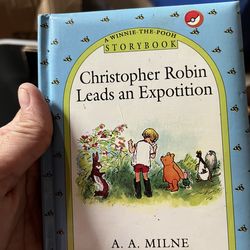 A WINNIE-THE-POOH
STORYBOOK
Christopher Robin
Leads an Expotition
A. A. MILNE